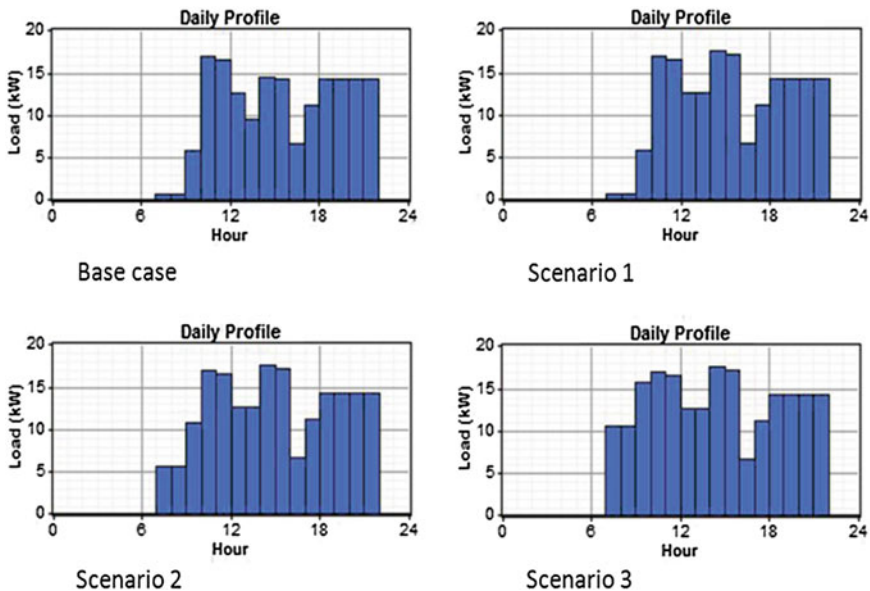 Daily Profile
20
15
10
5
0
Load (kW)
0 6 12 18 24
Hour
Base case
Daily Profile
20
15
10
5
0
Load (kW)
0 6 12 18 24
Hour
Scenario 1
Daily Profile
20
15
10
5
0
Load (kW)
0 6 12 18 24
Hour
Scenario 2
Daily Profile
20
15
10
5
0
Load (kW)
0 6 12 18 24
Hour
Scenario 3